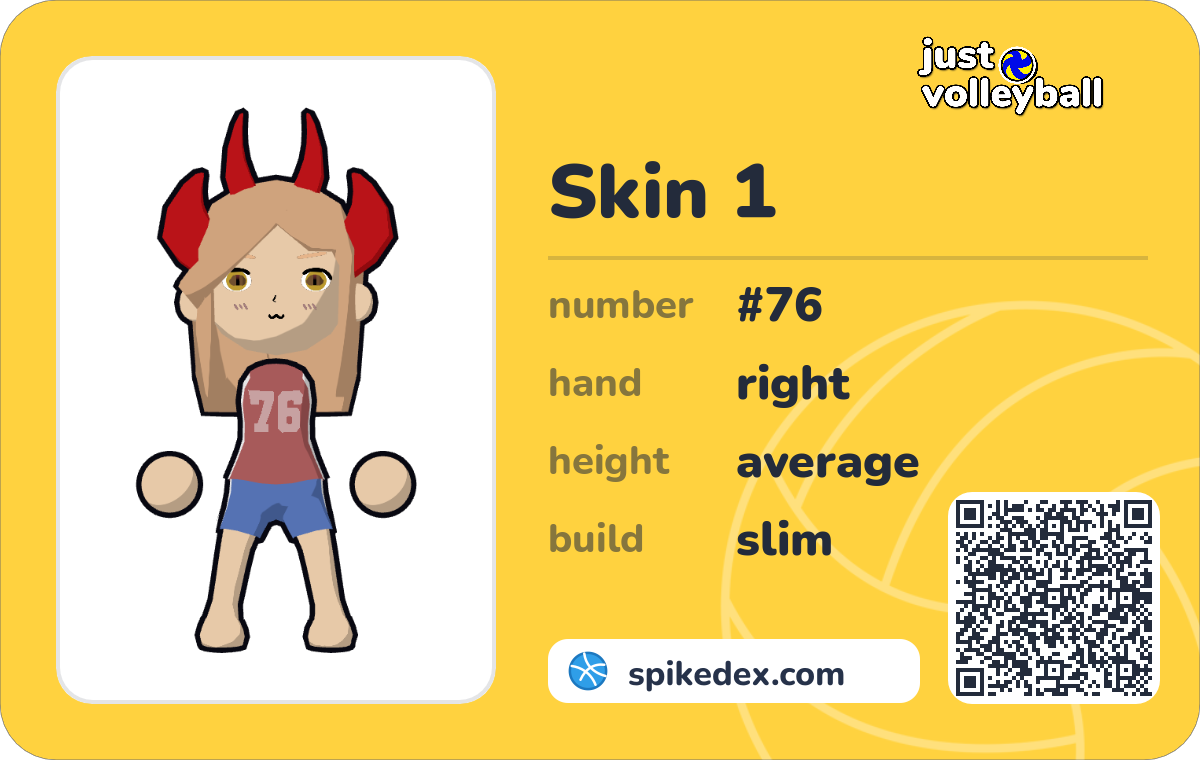 just
volleyball
Skin 1
number #76
hand right
height average
build slim
76
spikedex.com